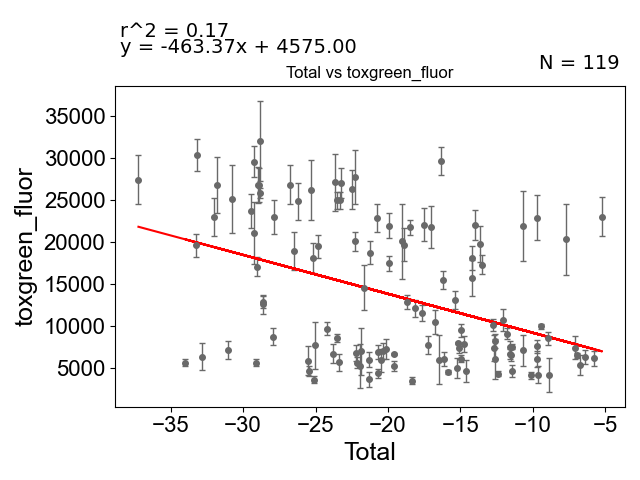 r^2 = 0.17
y = -463.37x + 4575.00
N = 119
Total vs toxgreen_fluor
toxgreen_fluor
35000
30000
25000
20000
15000
10000
5000
−35 −30 −25 −20 −15 −10 −5
Total